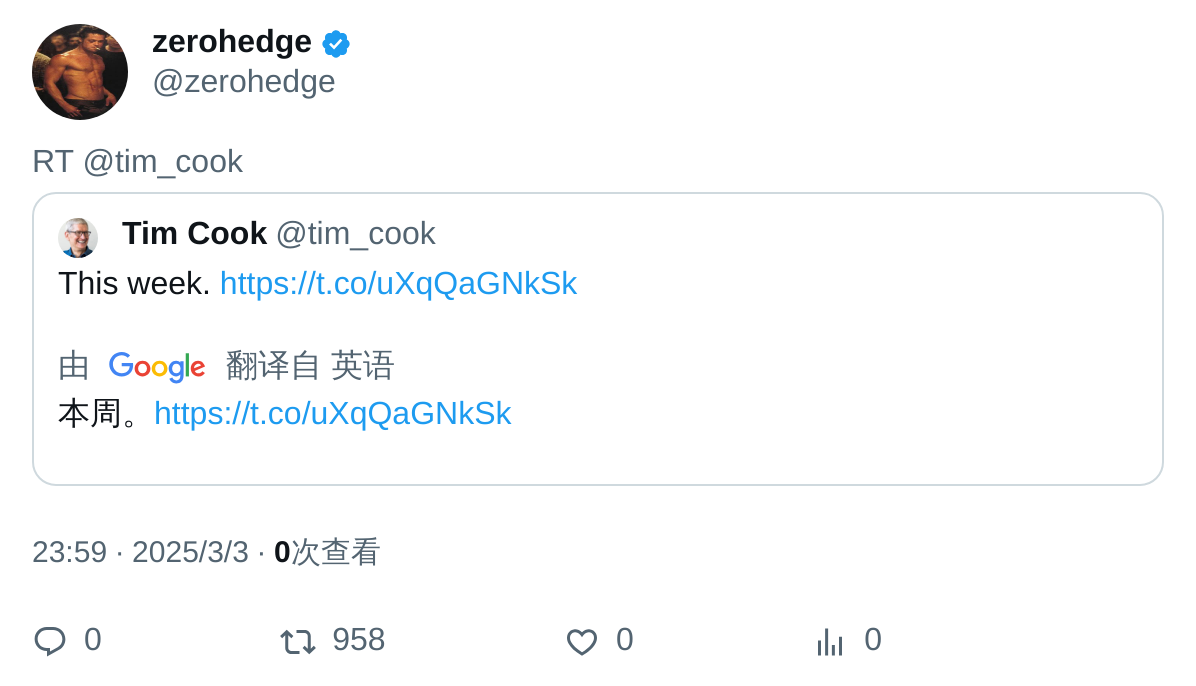 zerohedge
@zerohedge
RT @tim_cook
Tim Cook @tim_cook
This week. https://t.co/uXqQaGNkSk
由 Google 翻译自 英语
本周。https://t.co/uXqQaGNkSk
23:59 · 2025/3/3 · 0次查看
0 958 0 0